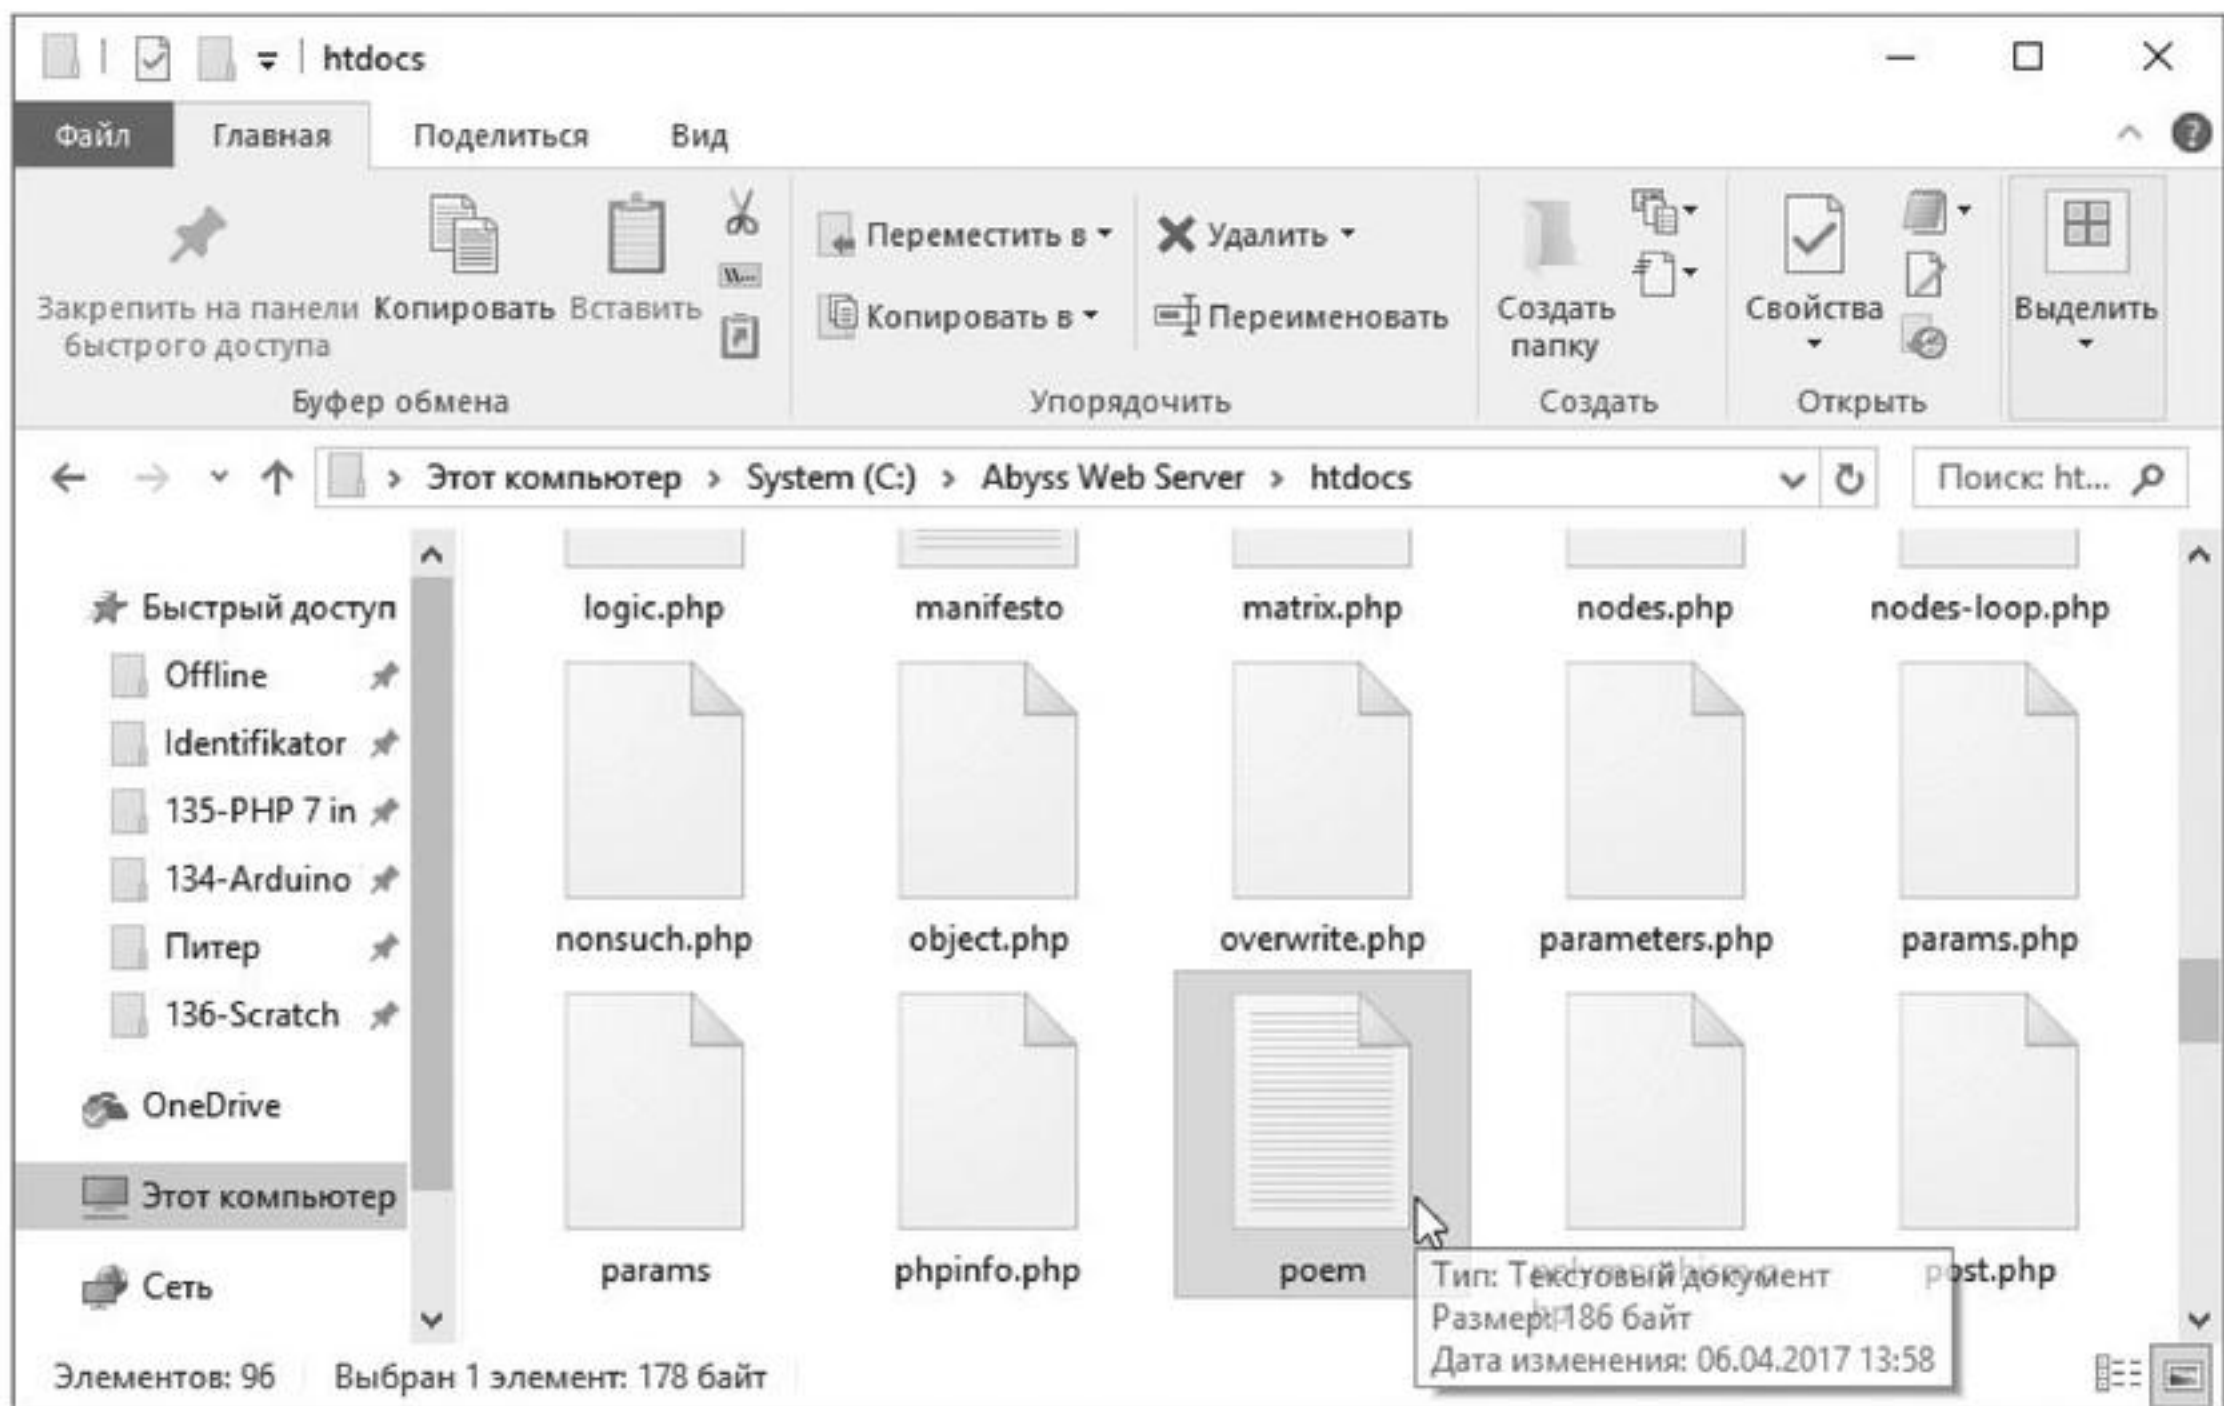 htdocs
Файл Главная Поделиться Вид
Закрепить на панели быстрого доступа
Копировать
Вставить
Переместить в
Копировать в
Удалить
Переименовать
Создать папку
Свойства
Выделить
Буфер обмена Упорядочить Создать Открыть
Этот компьютер > System (C:) > Abyss Web Server > htdocs
Поиск: ht...
Быстрый доступ
Offline
Identifikator
135-PHP 7 in
134-Arduino
Питер
136-Scratch
OneDrive
Этот компьютер
Сеть
logic.php manifesto matrix.php nodes.php nodes-loop.php
nonsuch.php object.php overwrite.php parameters.php params.php
params phpinfo.php poem post.php
Тип: Текстовый документ
Размер: 186 байт
Дата изменения: 06.04.2017 13:58
Элементов: 96 Выбран 1 элемент: 178 байт